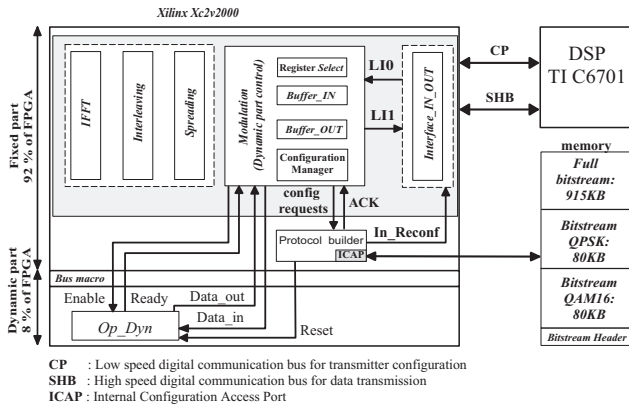 Xilinx Xc2v2000
Fixed part
92 % of FPGA
IFFT
Interleaving
Spreading
Modulation
(Dynamic part control)
Register Select
Buffer_IN
Buffer_OUT
Configuration
Manager
LI0
LI1
Interface_IN_OUT
CP
SHB
DSP
TI C6701
memory
Full
bitstream:
915KB
Bitstream
QPSK:
80KB
Bitstream
QAM16:
80KB
Bitstream Header
config
requests
ACK
In_Reconf
Protocol builder
ICAP
Dynamic part
8 % of FPGA
Bus macro
Enable
Ready
Data_out
Data_in
Op_Dyn
Reset
CP : Low speed digital communication bus for transmitter configuration
SHB : High speed digital communication bus for data transmission
ICAP : Internal Configuration Access Port